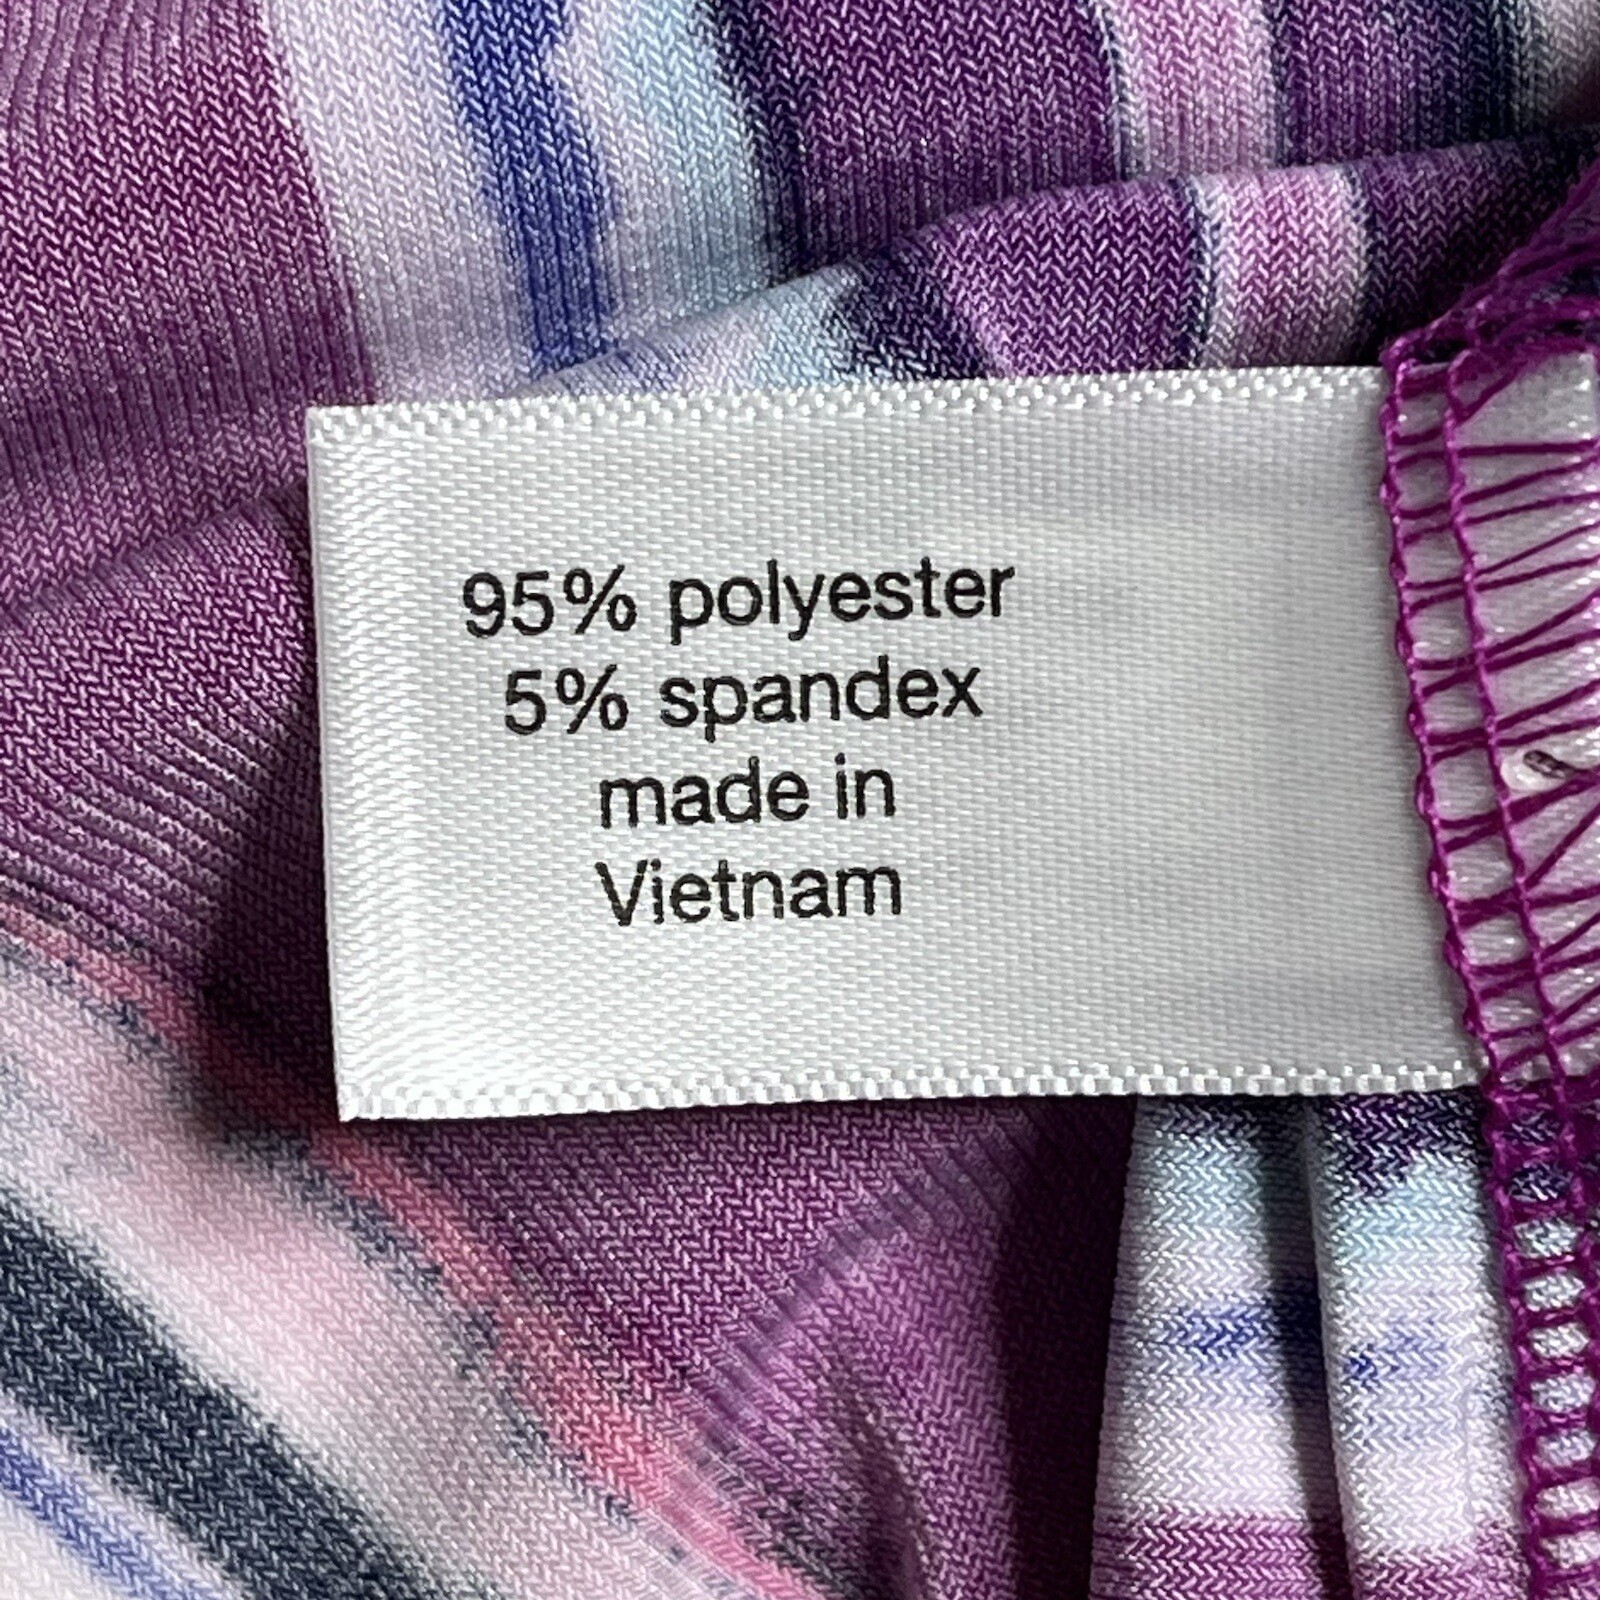 95% polyester
5% spandex
made in
Vietnam